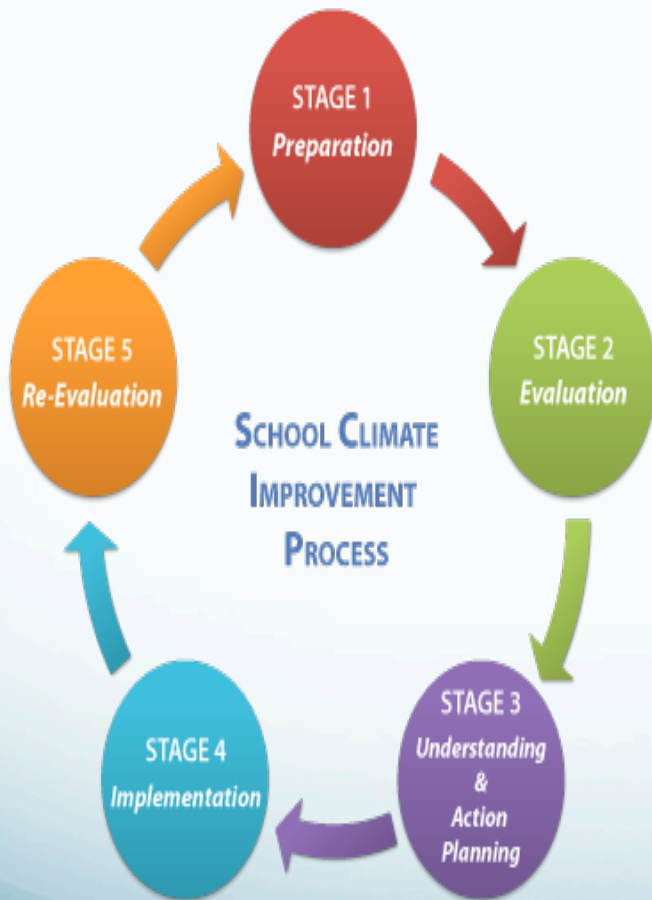 STAGE 1
Preparation
STAGE 2
Evaluation
STAGE 3
Understanding
&
Action
Planning
STAGE 4
Implementation
STAGE 5
Re-Evaluation
SCHOOL CLIMATE
IMPROVEMENT
PROCESS